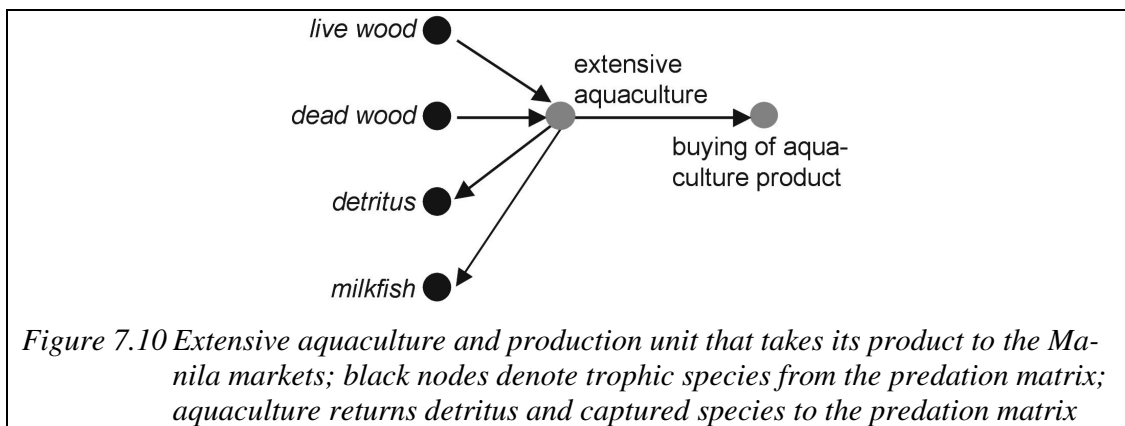 live wood
extensive
aquaculture
dead wood
buying of aqua-
culture product
detritus
milkfish
Figure 7.10 Extensive aquaculture and production unit that takes its product to the Ma-
nila markets; black nodes denote trophic species from the predation matrix;
aquaculture returns detritus and captured species to the predation matrix